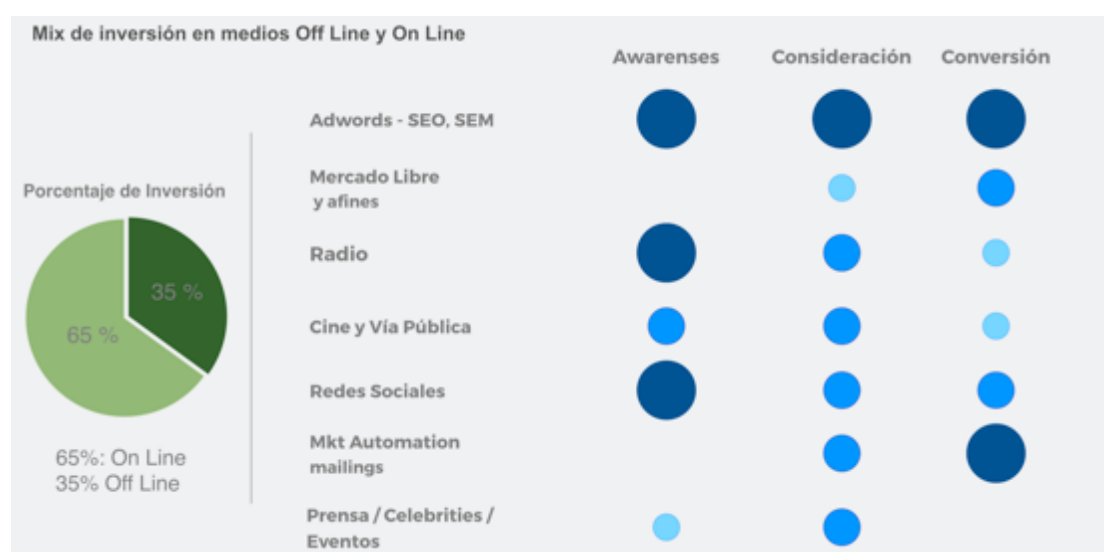 Mix de inversión en medios Off Line y On Line
Awarenses Consideración Conversión
Adwords - SEO, SEM
Mercado Libre
y afines
Porcentaje de Inversión
Radio
35 %
65 %
Cine y Vía Pública
Redes Sociales
Mkt Automation
mailings
65%: On Line
35% Off Line
Prensa / Celebrities /
Eventos